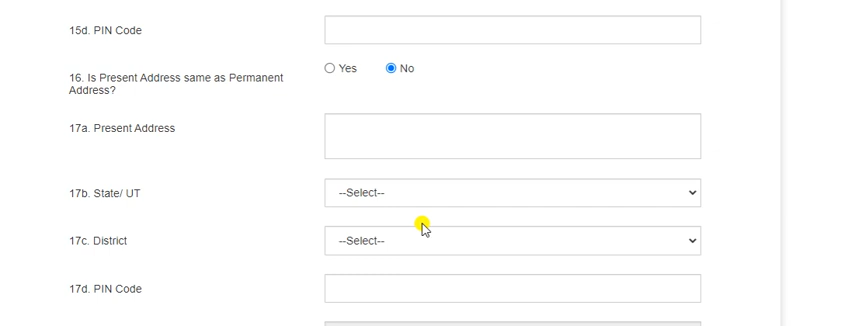 15d. PIN Code
16. Is Present Address same as Permanent
Address?
Yes
No
17a. Present Address
17b. State/ UT
--Select--
17c. District
--Select--
17d. PIN Code